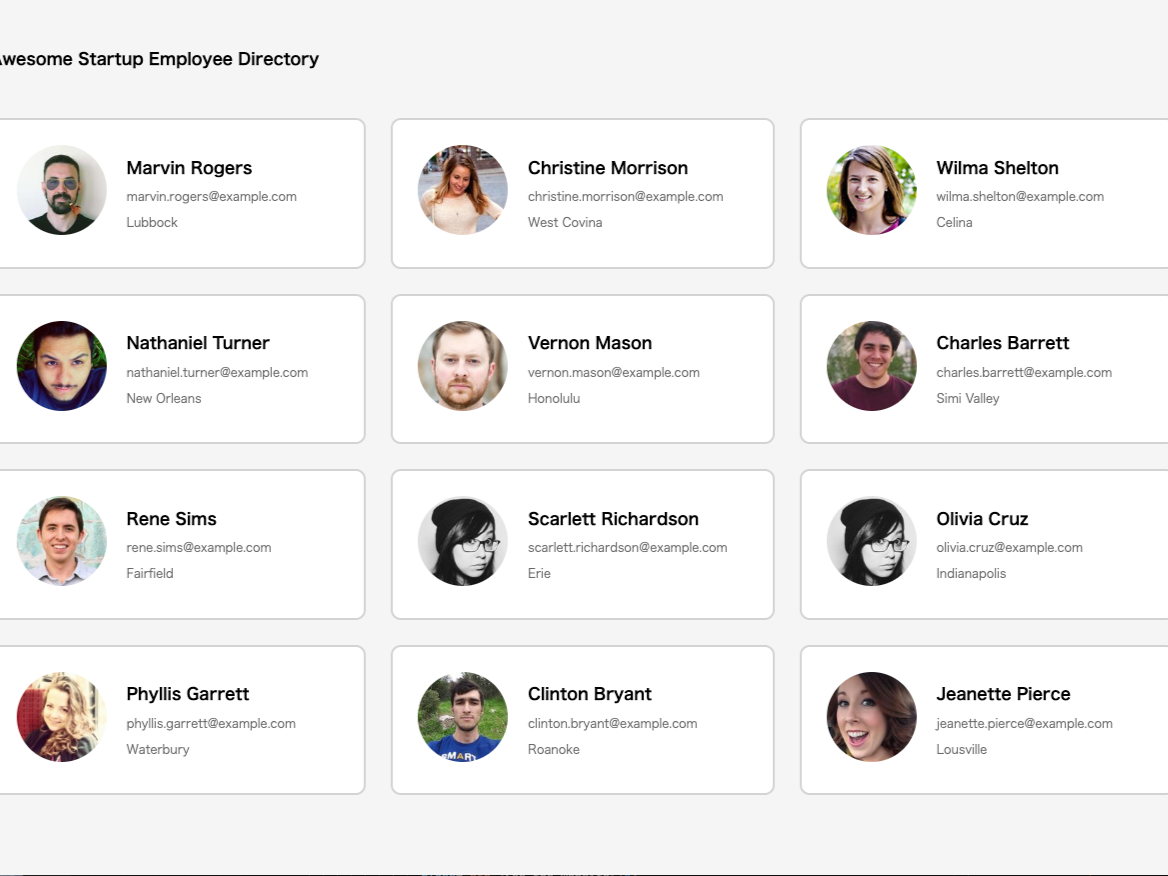 Awesome Startup Employee Directory
Marvin Rogers
marvin.rogers@example.com
Lubbock
Christine Morrison
christine.morrison@example.com
West Covina
Wilma Shelton
wilma.shelton@example.com
Celina
Nathaniel Turner
nathaniel.turner@example.com
New Orleans
Vernon Mason
vernon.mason@example.com
Honolulu
Charles Barrett
charles.barrett@example.com
Simi Valley
Rene Sims
rene.sims@example.com
Fairfield
Scarlett Richardson
scarlett.richardson@example.com
Erie
Olivia Cruz
olivia.cruz@example.com
Indianapolis
Phyllis Garrett
phyllis.garrett@example.com
Waterbury
Clinton Bryant
clinton.bryant@example.com
Roanoke
Jeanette Pierce
jeanette.pierce@example.com
Lousville